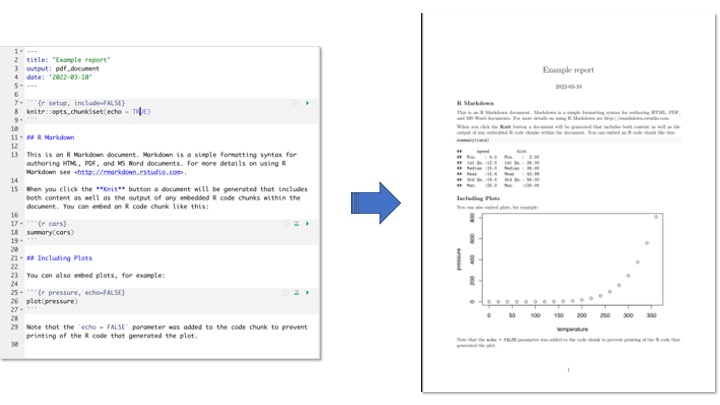 1 ---
2 title: "Example report"
3 output: pdf_document
4 date: '2022-03-10'
5 ---
6
7 ```{r setup, include=FALSE}
8 knitr::opts_chunk$set(echo = TRUE)
9 ```
10
11 ## R Markdown
12
13 This is an R Markdown document. Markdown is a simple formatting syntax for
authoring HTML, PDF, and MS Word documents. For more details on using R
Markdown see <http://rmarkdown.rstudio.com>.
14
15 When you click the **Knit** button a document will be generated that includes
both content as well as the output of any embedded R code chunks within the
document. You can embed an R code chunk like this:
16
17 ```{r cars}
18 summary(cars)
19 ```
20
21 ## Including Plots
22
23 You can also embed plots, for example:
24
25 ```{r pressure, echo=FALSE}
26 plot(pressure)
27 ```
28
29 Note that the `echo = FALSE` parameter was added to the code chunk to prevent
printing of the R code that generated the plot.
30
Example report
2022-03-10
R Markdown
This is an R Markdown document. Markdown is a simple formatting syntax for authoring HTML, PDF,
and MS Word documents. For more details on using R Markdown see http://rmarkdown.rstudio.com.
When you click the Knit button a document will be generated that includes both content as well as the
output of any embedded R code chunks within the document. You can embed an R code chunk like this:
summary(cars)
## speed dist
## Min. : 4.0 Min. : 2.00
## 1st Qu.:12.0 1st Qu.: 26.00
## Median :15.0 Median : 36.00
## Mean :15.4 Mean : 42.98
## 3rd Qu.:19.0 3rd Qu.: 56.00
## Max. :25.0 Max. :120.00
Including Plots
You can also embed plots, for example:
pressure
800
600
400
200
0
0 50 100 150 200 250 300 350
temperature
Note that the echo = FALSE parameter was added to the code chunk to prevent printing of the R code that
generated the plot.
1